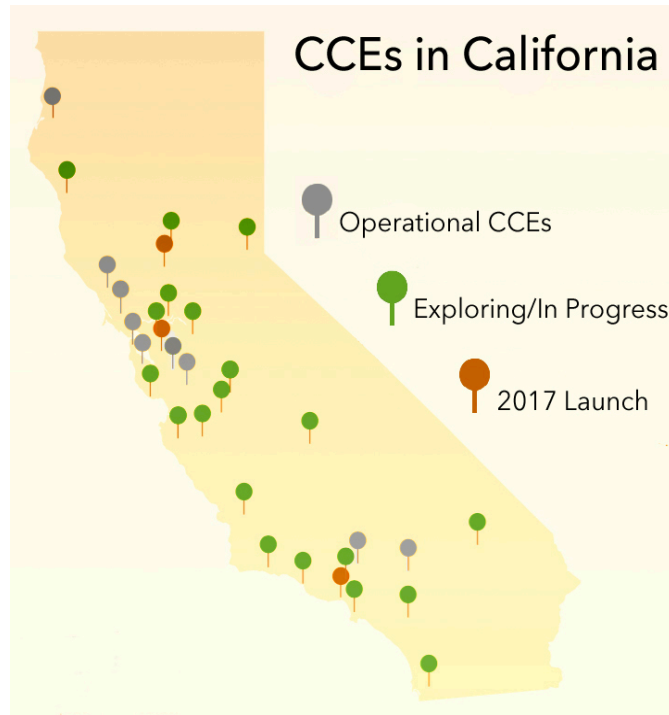 CCEs in California
Operational CCEs
Exploring/In Progress
2017 Launch